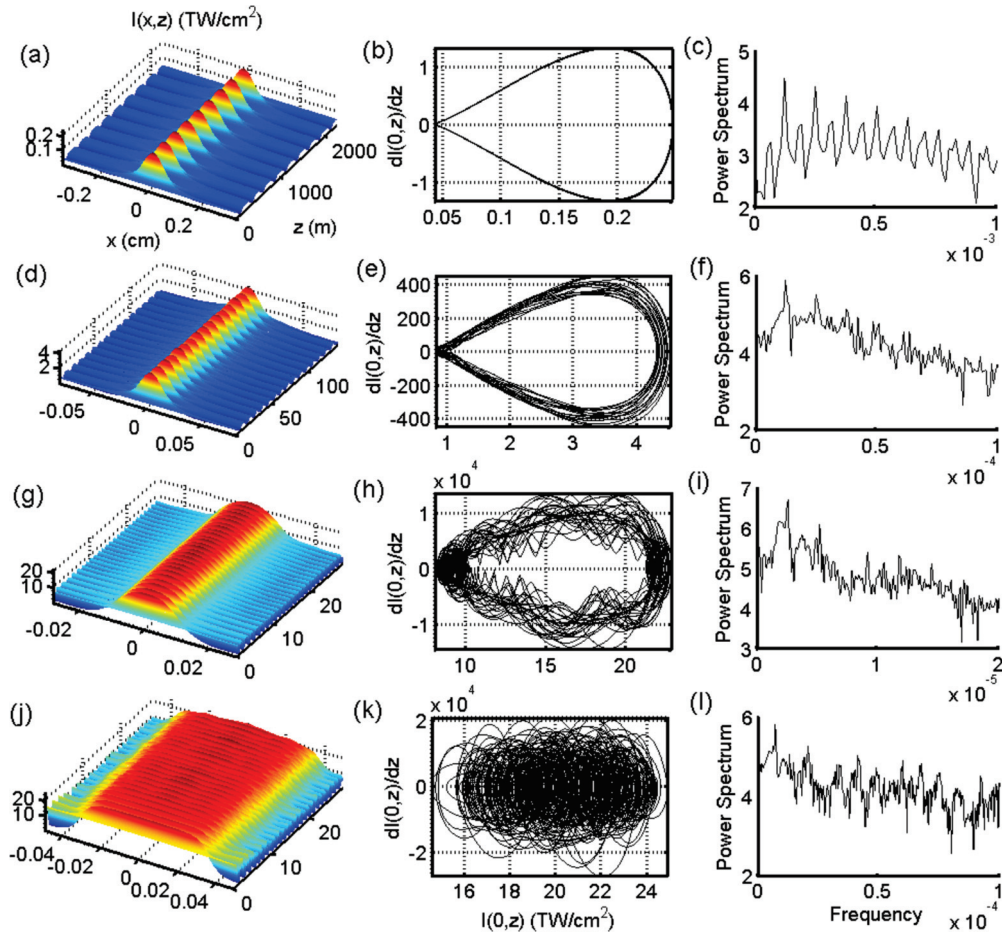 I(x,z) (TW/cm²)
(a)
0.2
0.1
-0.2
0
0.2
x (cm)
0
1000
2000
z (m)
(b)
dI(0,z)/dz
1
0
-1
0.05 0.1 0.15 0.2
(c)
Power Spectrum
5
4
3
2
0 0.5 1
x 10⁻³
(d)
4
2
-0.05
0
0.05
0
50
100
(e)
dI(0,z)/dz
400
200
0
-200
-400
1 2 3 4
(f)
Power Spectrum
6
4
2
0 0.5 1
x 10⁻⁴
(g)
20
10
-0.02
0
0.02
0
10
20
(h)
x 10⁴
dI(0,z)/dz
1
0
-1
10 15 20
(i)
Power Spectrum
7
6
5
4
3
0 1 2
x 10⁻⁵
(j)
20
10
-0.04
-0.02
0
0.02
0.04
0
10
20
(k)
x 10⁴
dI(0,z)/dz
2
0
-2
14 16 18 20 22 24
I(0,z) (TW/cm²)
(l)
Power Spectrum
6
4
2
0 0.5 1
Frequency
x 10⁻⁴